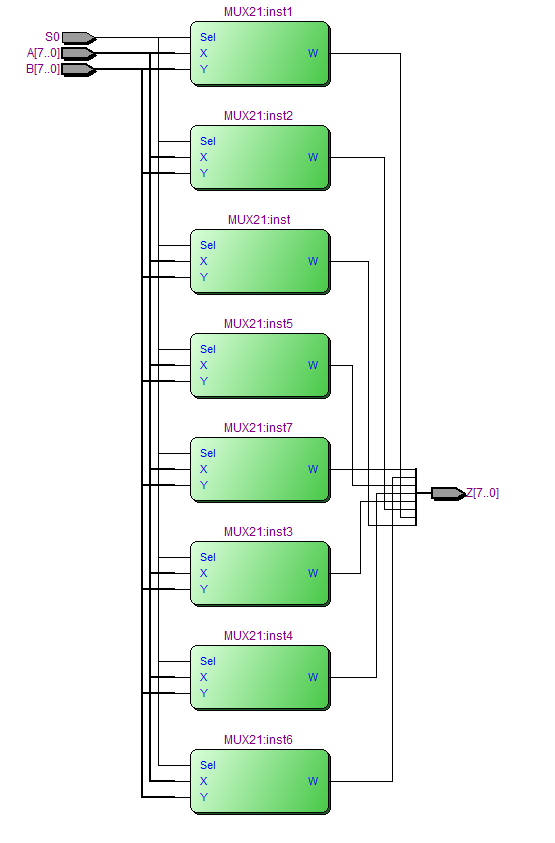 MUX21:inst1
S0
A[7..0]
B[7..0]
Sel
X
Y
W
MUX21:inst2
Sel
X
Y
W
MUX21:inst
Sel
X
Y
W
MUX21:inst5
Sel
X
Y
W
MUX21:inst7
Sel
X
Y
W
Z[7..0]
MUX21:inst3
Sel
X
Y
W
MUX21:inst4
Sel
X
Y
W
MUX21:inst6
Sel
X
Y
W